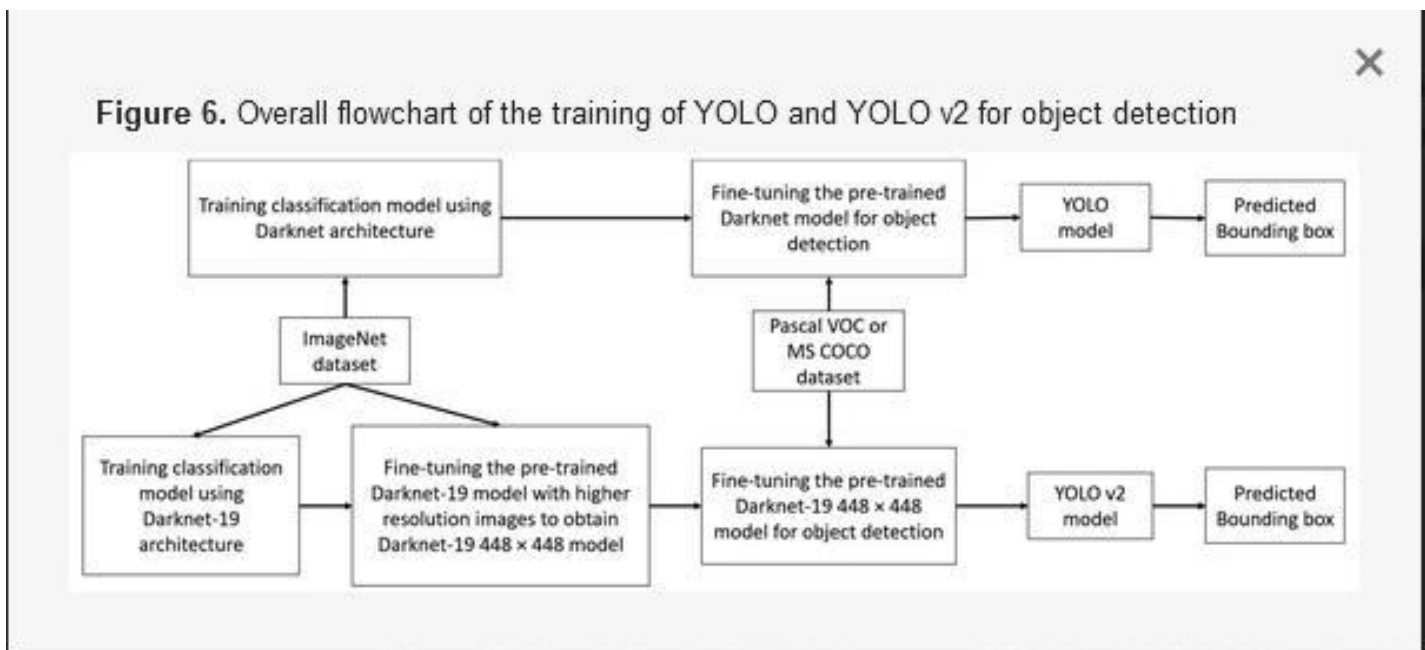 Figure 6. Overall flowchart of the training of YOLO and YOLO v2 for object detection
Training classification model using
Darknet architecture
Fine-tuning the pre-trained
Darknet model for object
detection
YOLO
model
Predicted
Bounding box
ImageNet
dataset
Pascal VOC or
MS COCO
dataset
Training classification
model using
Darknet-19
architecture
Fine-tuning the pre-trained
Darknet-19 model with higher
resolution images to obtain
Darknet-19 448 × 448 model
Fine-tuning the pre-trained
Darknet-19 448 × 448
model for object detection
YOLO v2
model
Predicted
Bounding box